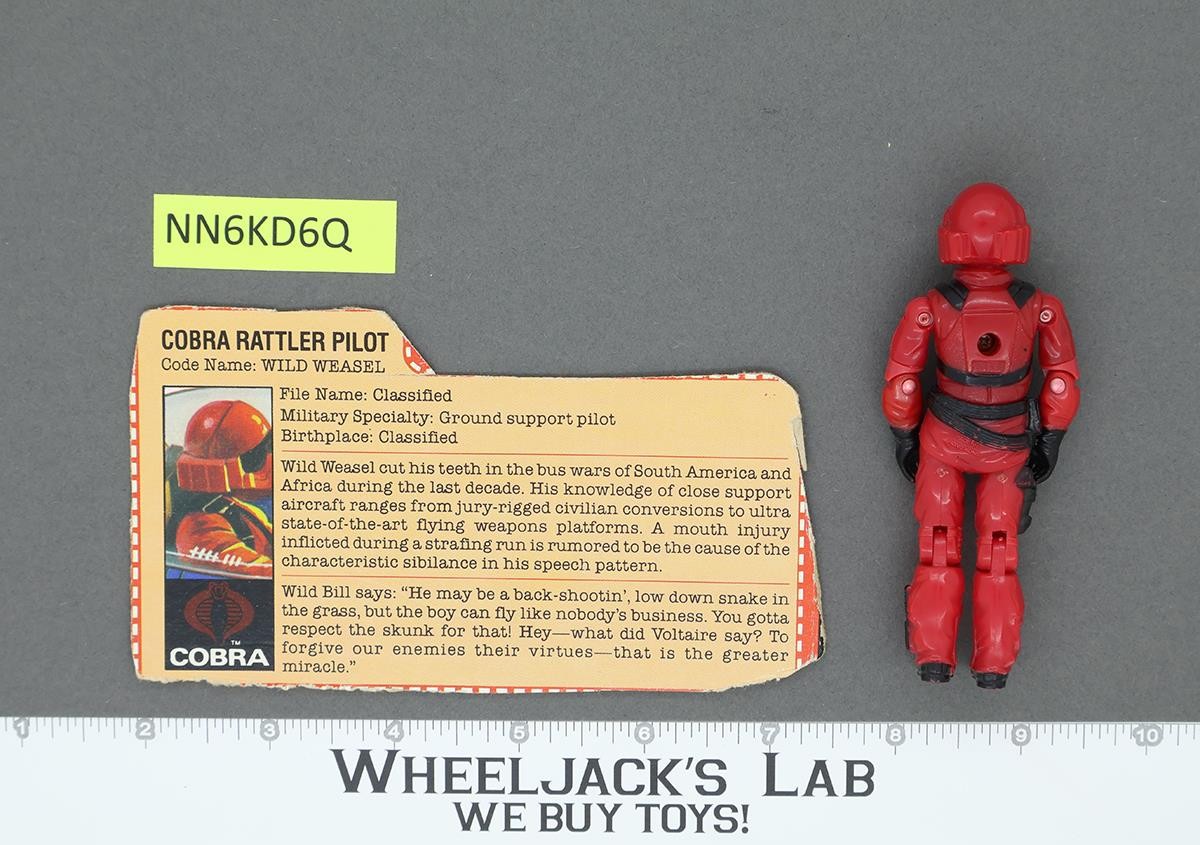 NN6KD6Q
COBRA RATTLER PILOT
Code Name: WILD WEASEL
File Name: Classified
Military Specialty: Ground support pilot
Birthplace: Classified
Wild Weasel cut his teeth in the bus wars of South America and
Africa during the last decade. His knowledge of close support
aircraft ranges from jury-rigged civilian conversions to ultra
state-of-the-art flying weapons platforms. A mouth injury
inflicted during a strafing run is rumored to be the cause of the
characteristic sibilance in his speech pattern.
Wild Bill says: “He may be a back-shootin’, low down snake in
the grass, but the boy can fly like nobody’s business. You gotta
respect the skunk for that! Hey—what did Voltaire say? To
forgive our enemies their virtues—that is the greater
miracle.”
TM
COBRA
1 2 3 4 5 6 7 8 9 10
WHEELJACK'S LAB
WE BUY TOYS!